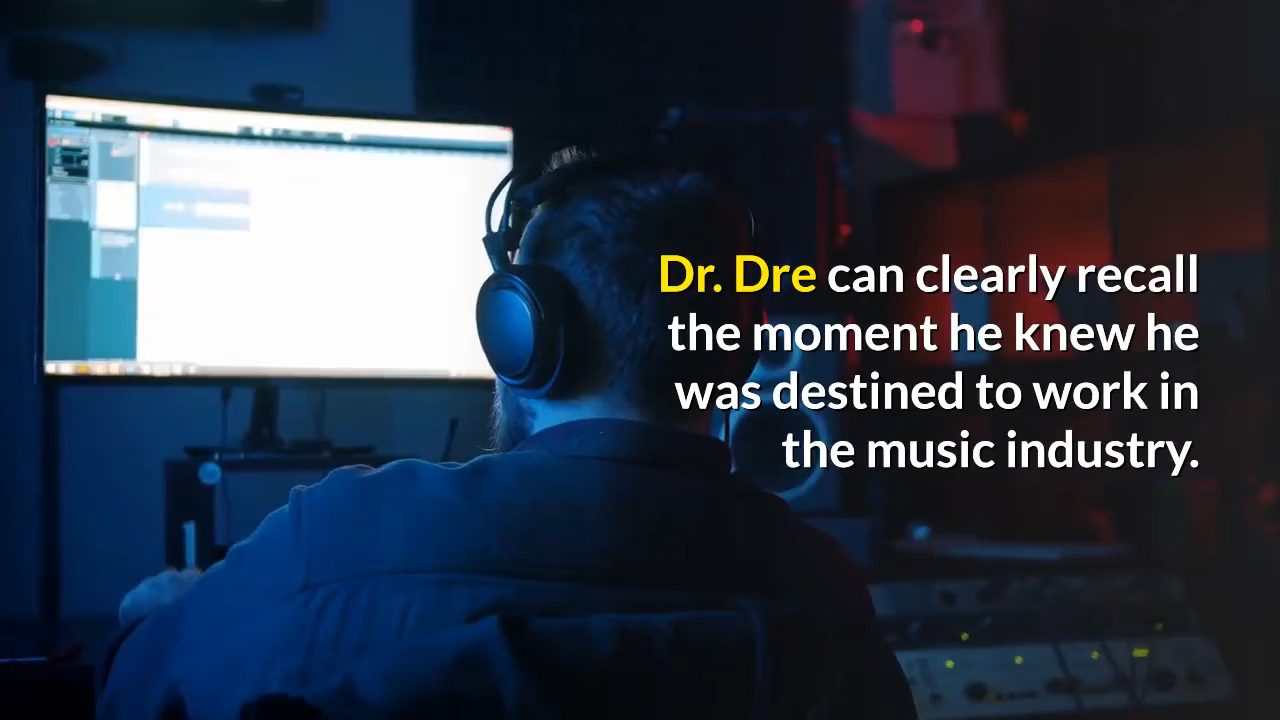 Dr. Dre can clearly recall
the moment he knew he
was destined to work in
the music industry.